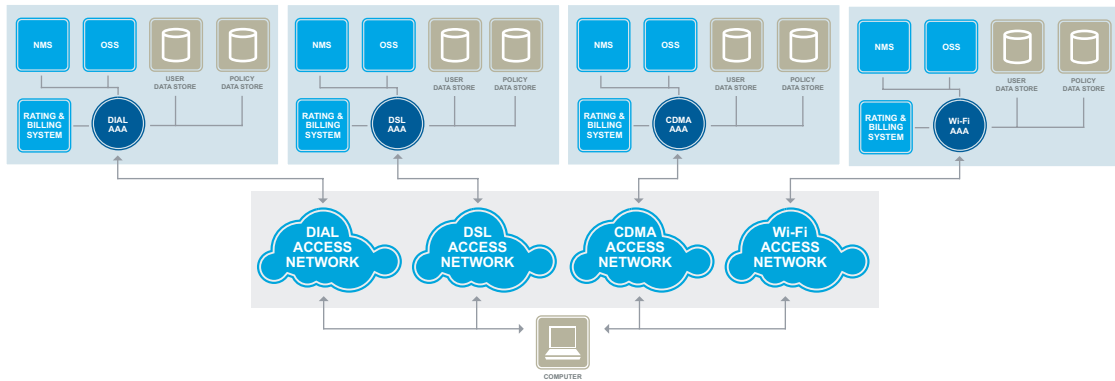 NMS
OSS
USER
DATA STORE
POLICY
DATA STORE
RATING &
BILLING
SYSTEM
DIAL
AAA
NMS
OSS
USER
DATA STORE
POLICY
DATA STORE
RATING &
BILLING
SYSTEM
DSL
AAA
NMS
OSS
USER
DATA STORE
POLICY
DATA STORE
RATING &
BILLING
SYSTEM
CDMA
AAA
NMS
OSS
USER
DATA STORE
POLICY
DATA STORE
RATING &
BILLING
SYSTEM
Wi-Fi
AAA
DIAL
ACCESS
NETWORK
DSL
ACCESS
NETWORK
CDMA
ACCESS
NETWORK
Wi-Fi
ACCESS
NETWORK
COMPUTER